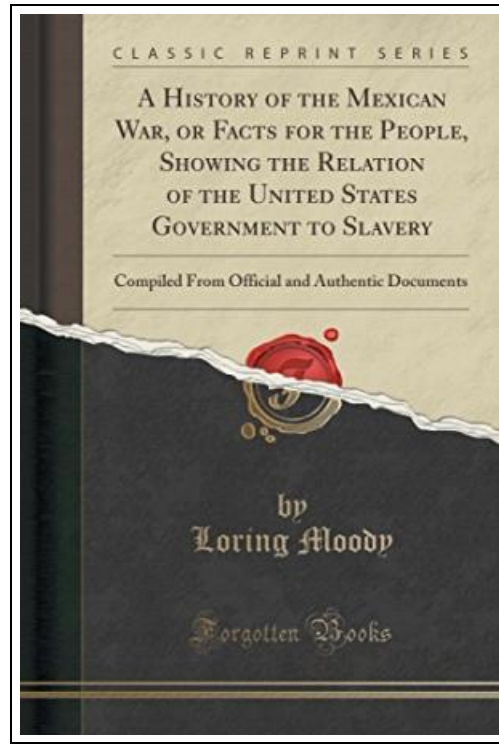 CLASSIC REPRINT SERIES
A HISTORY OF THE MEXICAN
WAR, OR FACTS FOR THE PEOPLE,
SHOWING THE RELATION
OF THE UNITED STATES
GOVERNMENT TO SLAVERY
Compiled From Official and Authentic Documents
by
Loring Moody
Forgotten Books